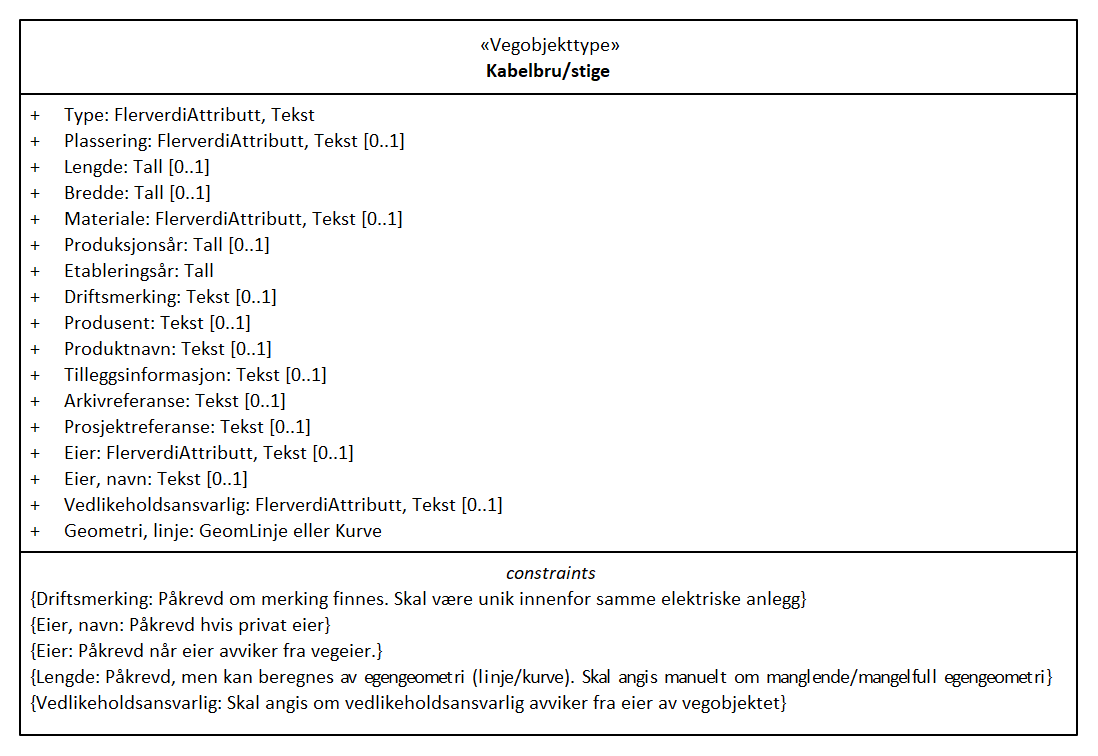 «Vegobjekttype»
Kabelbru/stige
+ Type: FlerverdiAttributt, Tekst
+ Plassering: FlerverdiAttributt, Tekst [0..1]
+ Lengde: Tall [0..1]
+ Bredde: Tall [0..1]
+ Materiale: FlerverdiAttributt, Tekst [0..1]
+ Produksjonsår: Tall [0..1]
+ Etableringsår: Tall
+ Driftsmerking: Tekst [0..1]
+ Produsent: Tekst [0..1]
+ Produktnavn: Tekst [0..1]
+ Tilleggsinformasjon: Tekst [0..1]
+ Arkivreferanse: Tekst [0..1]
+ Prosjektreferanse: Tekst [0..1]
+ Eier: FlerverdiAttributt, Tekst [0..1]
+ Eier, navn: Tekst [0..1]
+ Vedlikeholdsansvarlig: FlerverdiAttributt, Tekst [0..1]
+ Geometri, linje: GeomLinje eller Kurve
constraints
{Driftsmerking: Påkrevd om merking finnes. Skal være unik innenfor samme elektriske anlegg}
{Eier, navn: Påkrevd hvis privat eier}
{Eier: Påkrevd når eier avviker fra vegeier.}
{Lengde: Påkrevd, men kan beregnes av egengeometri (linje/kurve). Skal angis manuelt om manglende/mangelfull egengeometri}
{Vedlikeholdsansvarlig: Skal angis om vedlikeholdsansvarlig avviker fra eier av vegobjektet}